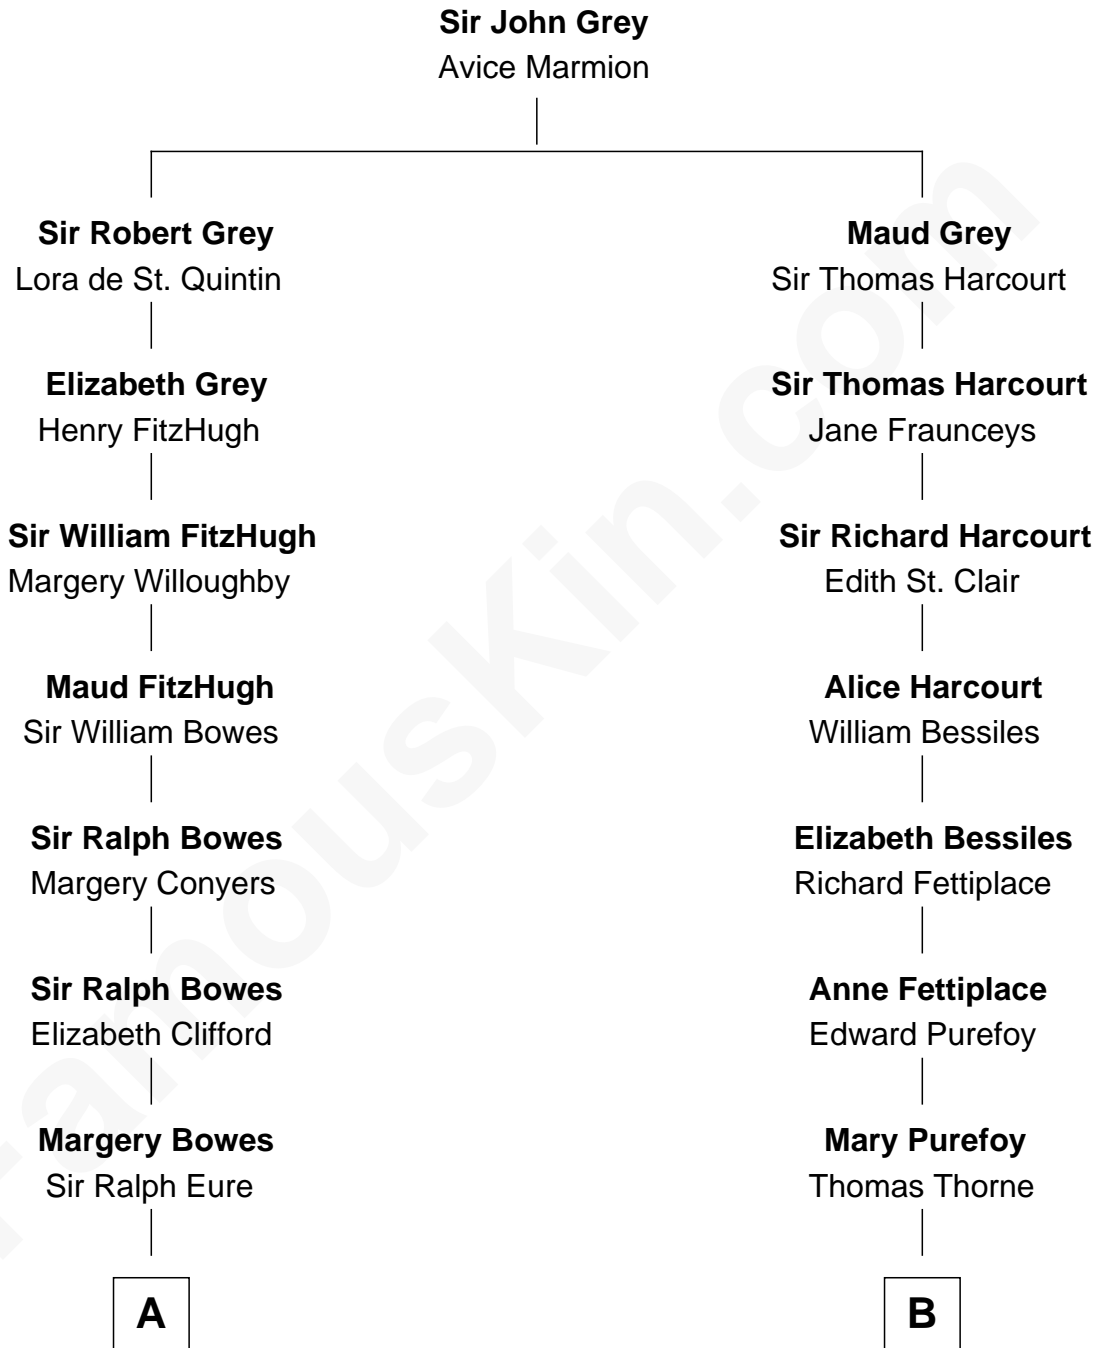 Sir John Grey
Avice Marmion
Sir Robert Grey
Lora de St. Quintin
Maud Grey
Sir Thomas Harcourt
Elizabeth Grey
Henry FitzHugh
Sir Thomas Harcourt
Jane Fraunceys
Sir William FitzHugh
Margery Willoughby
Sir Richard Harcourt
Edith St. Clair
Maud FitzHugh
Sir William Bowes
Alice Harcourt
William Bessiles
Sir Ralph Bowes
Margery Conyers
Elizabeth Bessiles
Richard Fettiplace
Sir Ralph Bowes
Elizabeth Clifford
Anne Fettiplace
Edward Purefoy
Margery Bowes
Sir Ralph Eure
Mary Purefoy
Thomas Thorne
A
B
FamousKin.com